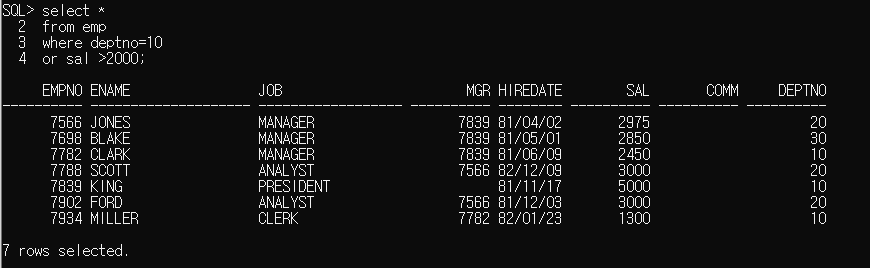 SQL> select *
  2  from emp
  3  where deptno=10
  4  or sal >2000;
     EMPNO ENAME                JOB                       MGR HIREDATE        SAL       COMM     DEPTNO
---------- -------------------- ------------------ ---------- -------- ---------- ---------- ----------
      7566 JONES                MANAGER                  7839 81/04/02       2975                    20
      7698 BLAKE                MANAGER                  7839 81/05/01       2850                    30
      7782 CLARK                MANAGER                  7839 81/06/09       2450                    10
      7788 SCOTT                ANALYST                  7566 82/12/09       3000                    20
      7839 KING                 PRESIDENT                     81/11/17       5000                    10
      7902 FORD                 ANALYST                  7566 81/12/03       3000                    20
      7934 MILLER               CLERK                    7782 82/01/23       1300                    10
7 rows selected.